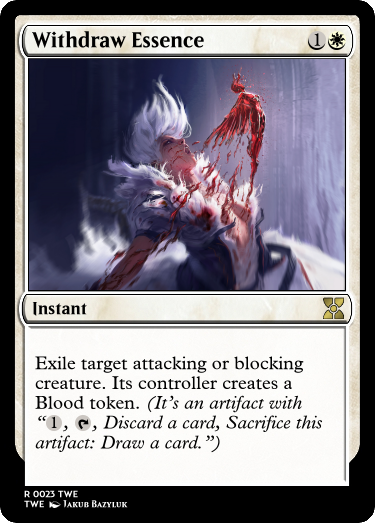 Withdraw Essence 1
Instant
Exile target attacking or blocking
creature. Its controller creates a
Blood token. (It's an artifact with
“1, , Discard a card, Sacrifice this
artifact: Draw a card.”)
R 0023 TWE
TWE Jakub Bazyluk